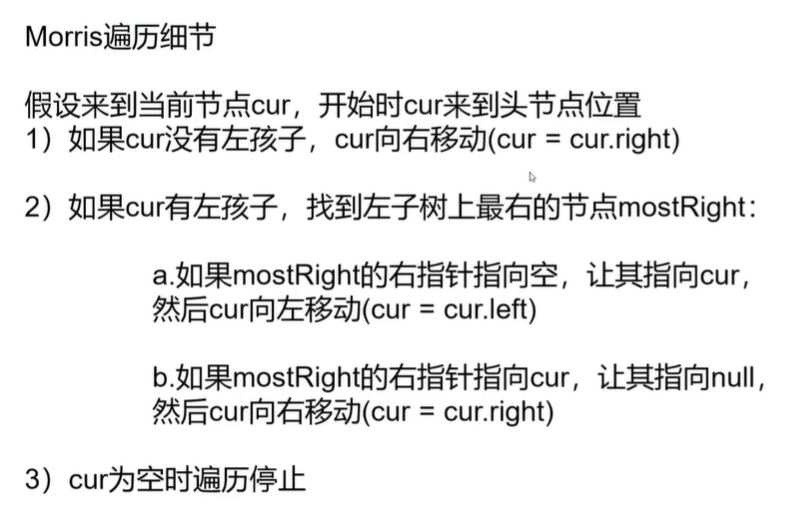 Morris遍历细节
假设来到当前节点cur，开始时cur来到头节点位置
1）如果cur没有左孩子，cur向右移动(cur = cur.right)
2）如果cur有左孩子，找到左子树上最右的节点mostRight：
a.如果mostRight的右指针指向空，让其指向cur，
然后cur向左移动(cur = cur.left)
b.如果mostRight的右指针指向cur，让其指向null，
然后cur向右移动(cur = cur.right)
3）cur为空时遍历停止